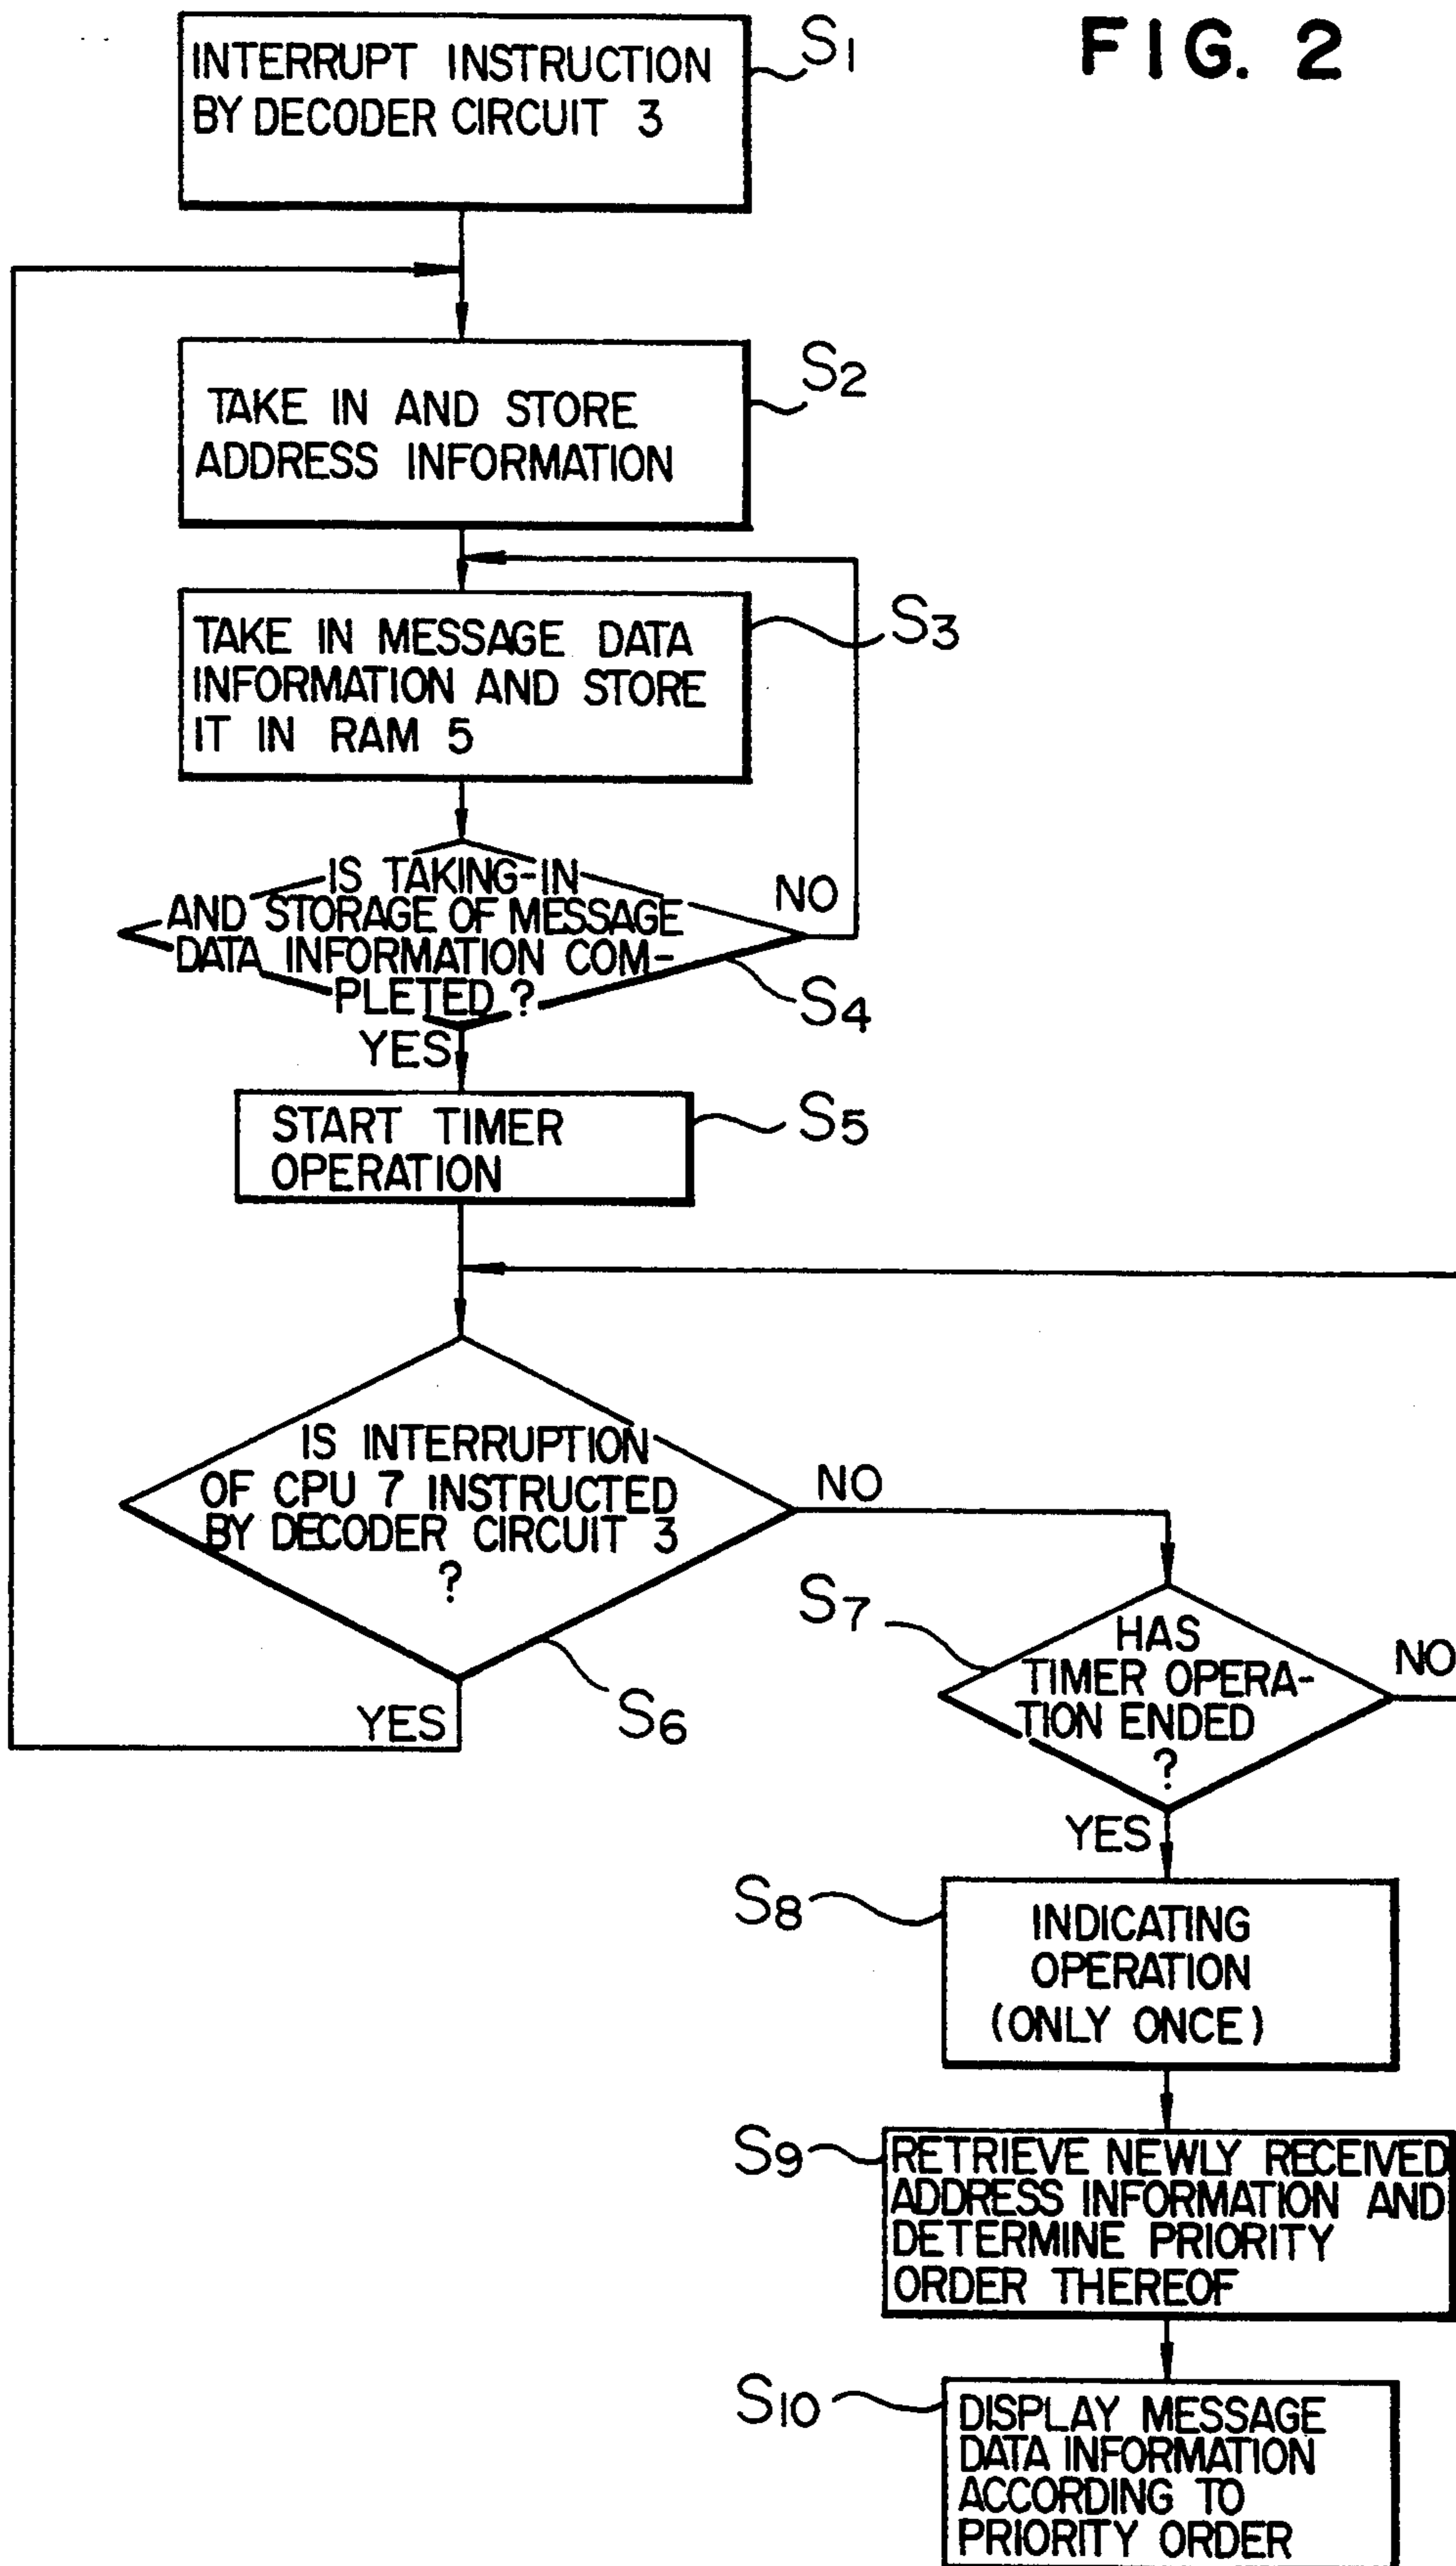 FIG. 2
INTERRUPT INSTRUCTION
BY DECODER CIRCUIT 3
S1
TAKE IN AND STORE
ADDRESS INFORMATION
S2
TAKE IN MESSAGE DATA
INFORMATION AND STORE
IT IN RAM 5
S3
IS TAKING-IN
AND STORAGE OF MESSAGE
DATA INFORMATION COM-
PLETED ?
NO
S4
YES
START TIMER
OPERATION
S5
IS INTERRUPTION
OF CPU 7 INSTRUCTED
BY DECODER CIRCUIT 3
?
NO
YES
S6
S7
HAS
TIMER OPERA-
TION ENDED
?
NO
YES
S8
INDICATING
OPERATION
(ONLY ONCE)
S9
RETRIEVE NEWLY RECEIVED
ADDRESS INFORMATION AND
DETERMINE PRIORITY
ORDER THEREOF
S10
DISPLAY MESSAGE
DATA INFORMATION
ACCORDING TO
PRIORITY ORDER